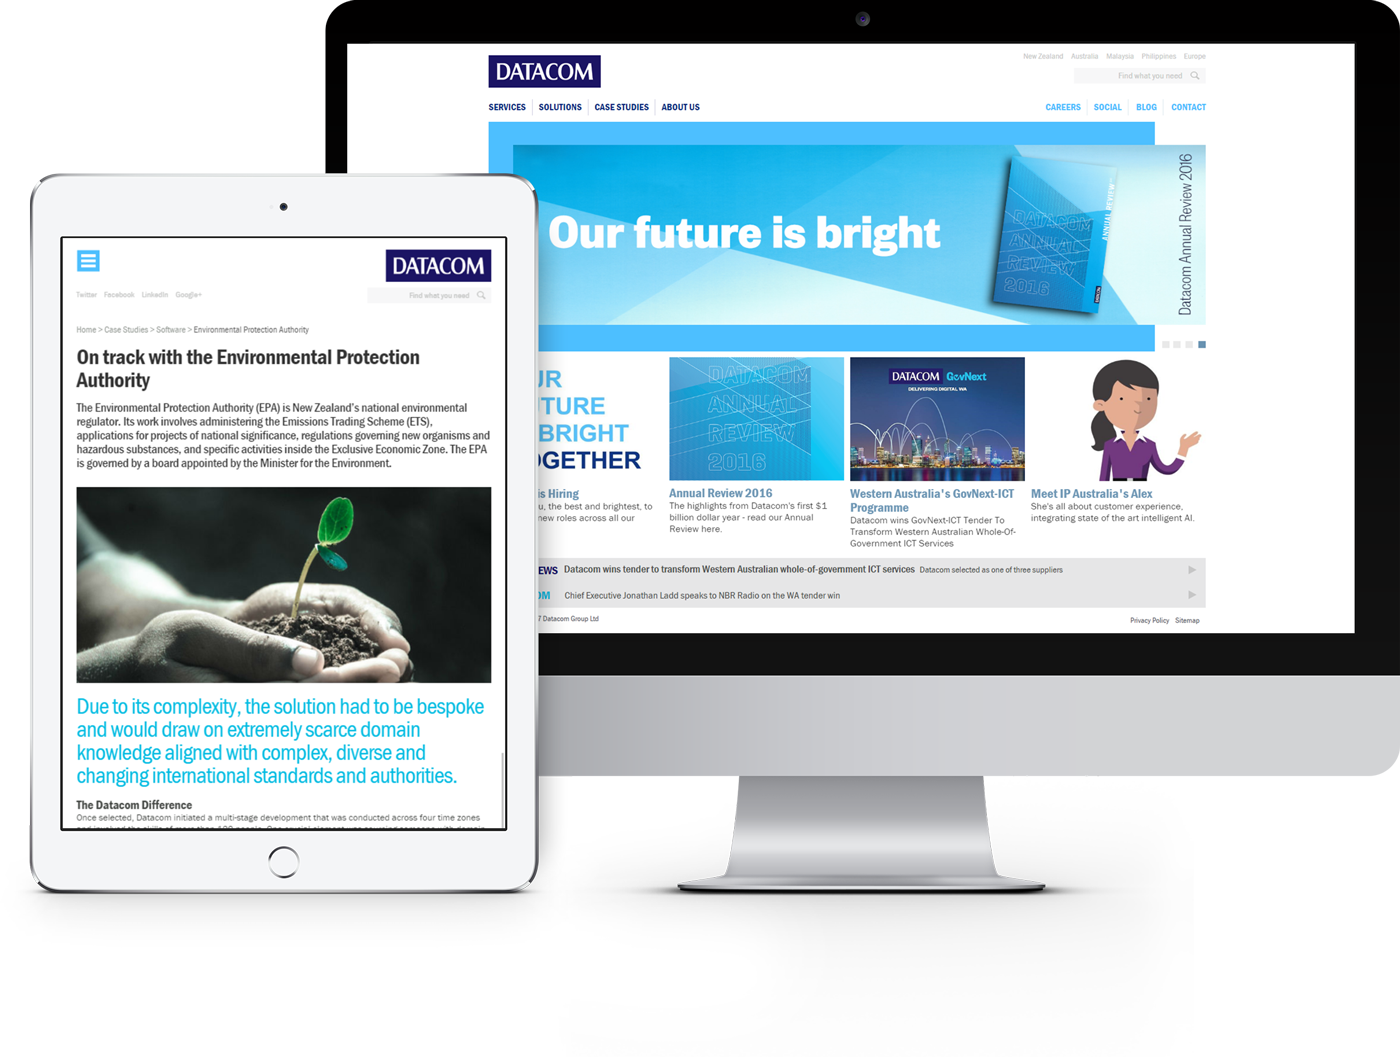 DATACOM
New Zealand Australia Malaysia Philippines Europe
Find what you need
SERVICES SOLUTIONS CASE STUDIES ABOUT US
CAREERS SOCIAL BLOG CONTACT
Our future is bright
DATACOM
ANNUAL
REVIEW
2016
ANNUAL REVIEW
Datacom Annual Review 2016
UR
TURE
BRIGHT
OGETHER
is Hiring
u, the best and brightest, to
new roles across all our
DATACOM
ANNUAL
REVIEW
2016
Annual Review 2016
The highlights from Datacom's first $1
billion dollar year - read our Annual
Review here.
DATACOM GovNext
DELIVERING DIGITAL WA
Western Australia's GovNext-ICT
Programme
Datacom wins GovNext-ICT Tender To
Transform Western Australian Whole-Of-
Government ICT Services
Meet IP Australia's Alex
She's all about customer experience,
integrating state of the art intelligent AI.
EWS Datacom wins tender to transform Western Australian whole-of-government ICT services Datacom selected as one of three suppliers
OM Chief Executive Jonathan Ladd speaks to NBR Radio on the WA tender win
7 Datacom Group Ltd
Privacy Policy Sitemap
DATACOM
Twitter Facebook LinkedIn Google+
Find what you need
Home > Case Studies > Software > Environmental Protection Authority
On track with the Environmental Protection
Authority
The Environmental Protection Authority (EPA) is New Zealand's national environmental
regulator. Its work involves administering the Emissions Trading Scheme (ETS),
applications for projects of national significance, regulations governing new organisms and
hazardous substances, and specific activities inside the Exclusive Economic Zone. The EPA
is governed by a board appointed by the Minister for the Environment.
Due to its complexity, the solution had to be bespoke
and would draw on extremely scarce domain
knowledge aligned with complex, diverse and
changing international standards and authorities.
The Datacom Difference
Once selected, Datacom initiated a multi-stage development that was conducted across four time zones